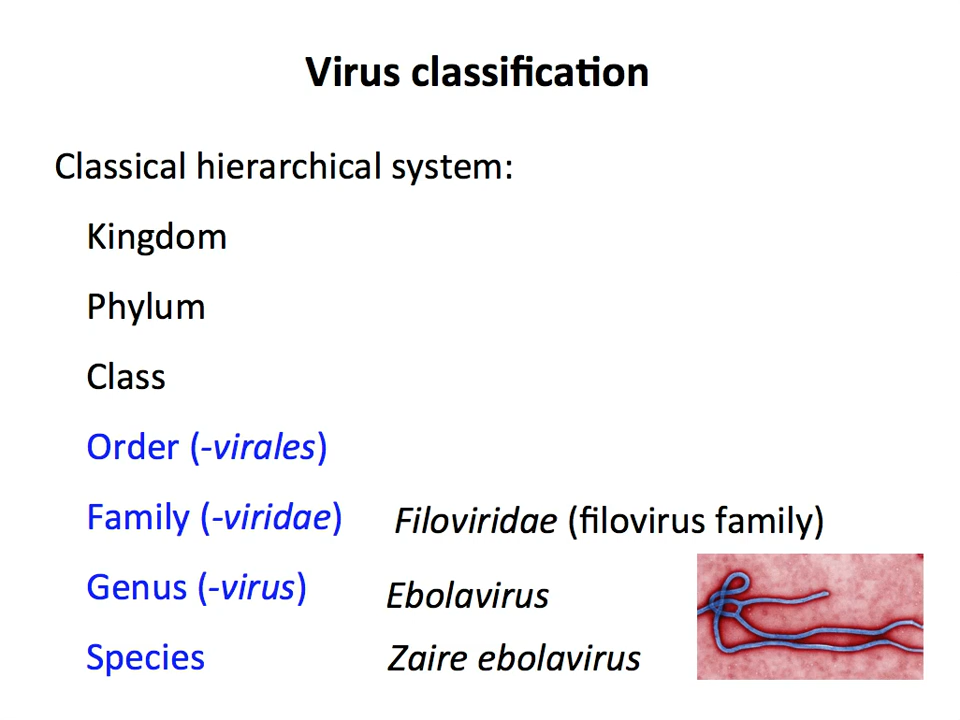 Virus classification
Classical hierarchical system:
Kingdom
Phylum
Class
Order (-virales)
Family (-viridae) Filoviridae (filovirus family)
Genus (-virus) Ebolavirus
Species Zaire ebolavirus